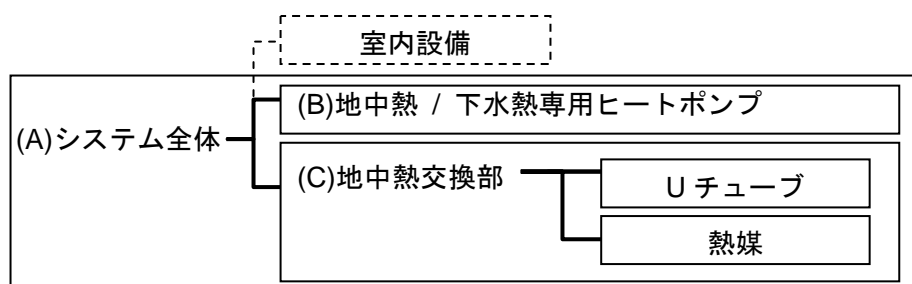 室内設備
(B)地中熱 / 下水熱専用ヒートポンプ
(A)システム全体
(C)地中熱交換部
Uチューブ
熱媒